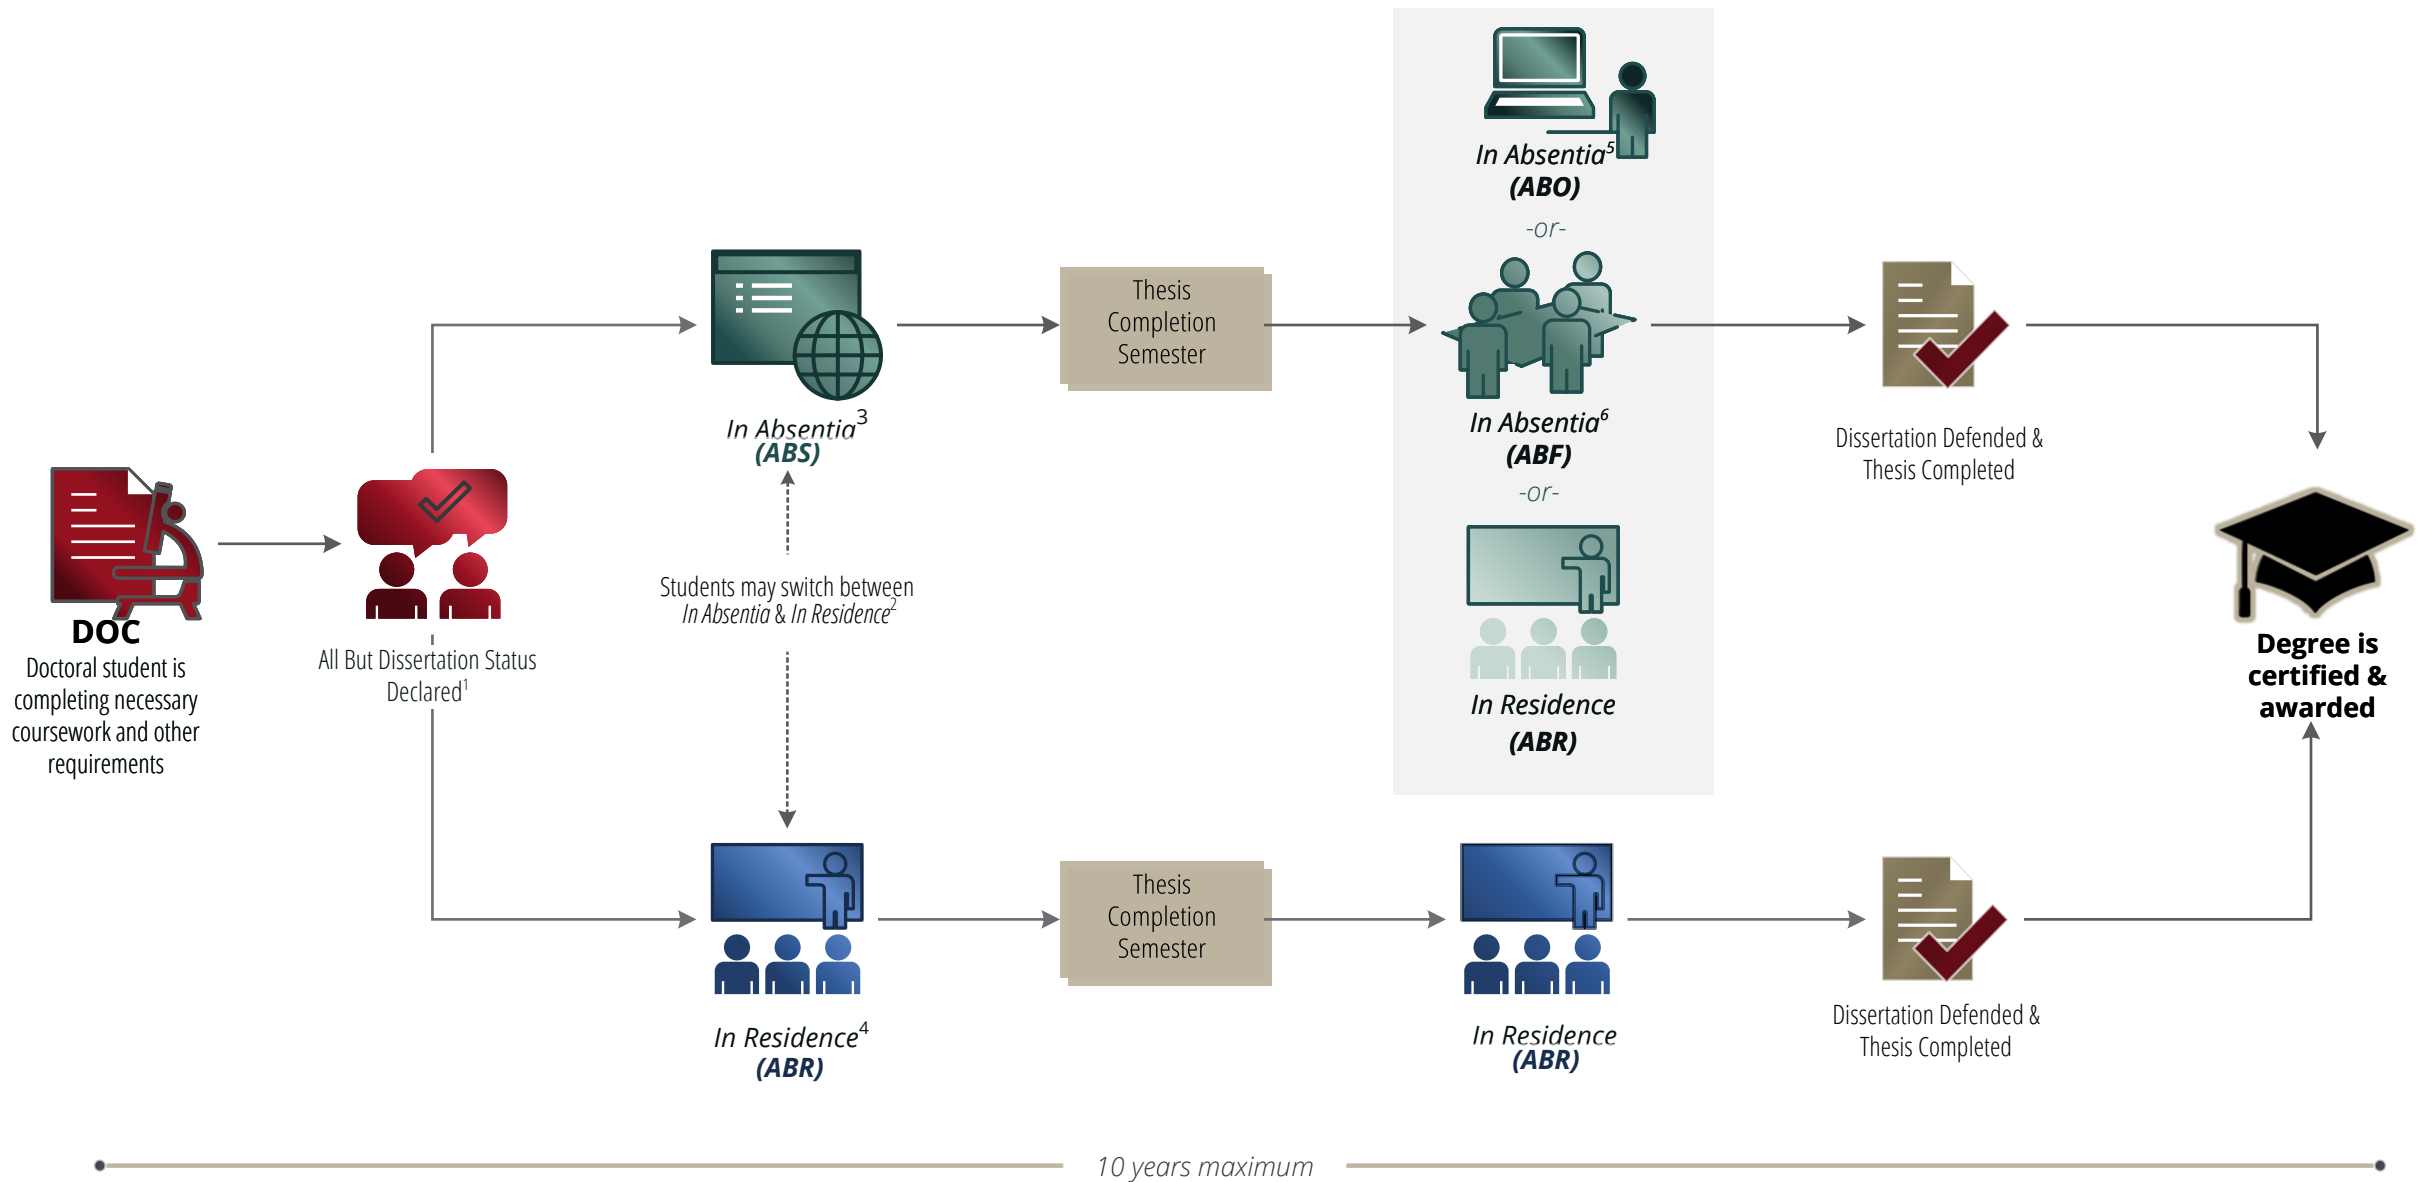 DOC
Doctoral student is
completing necessary
coursework and other
requirements
All But Dissertation Status
Declared1
In Absentia3
(ABS)
Students may switch between
In Absentia & In Residence2
In Residence4
(ABR)
Thesis
Completion
Semester
Thesis
Completion
Semester
In Absentia5
(ABO)
-or-
In Absentia6
(ABF)
-or-
In Residence
(ABR)
In Residence
(ABR)
Dissertation Defended &
Thesis Completed
Dissertation Defended &
Thesis Completed
Degree is
certified &
awarded
10 years maximum